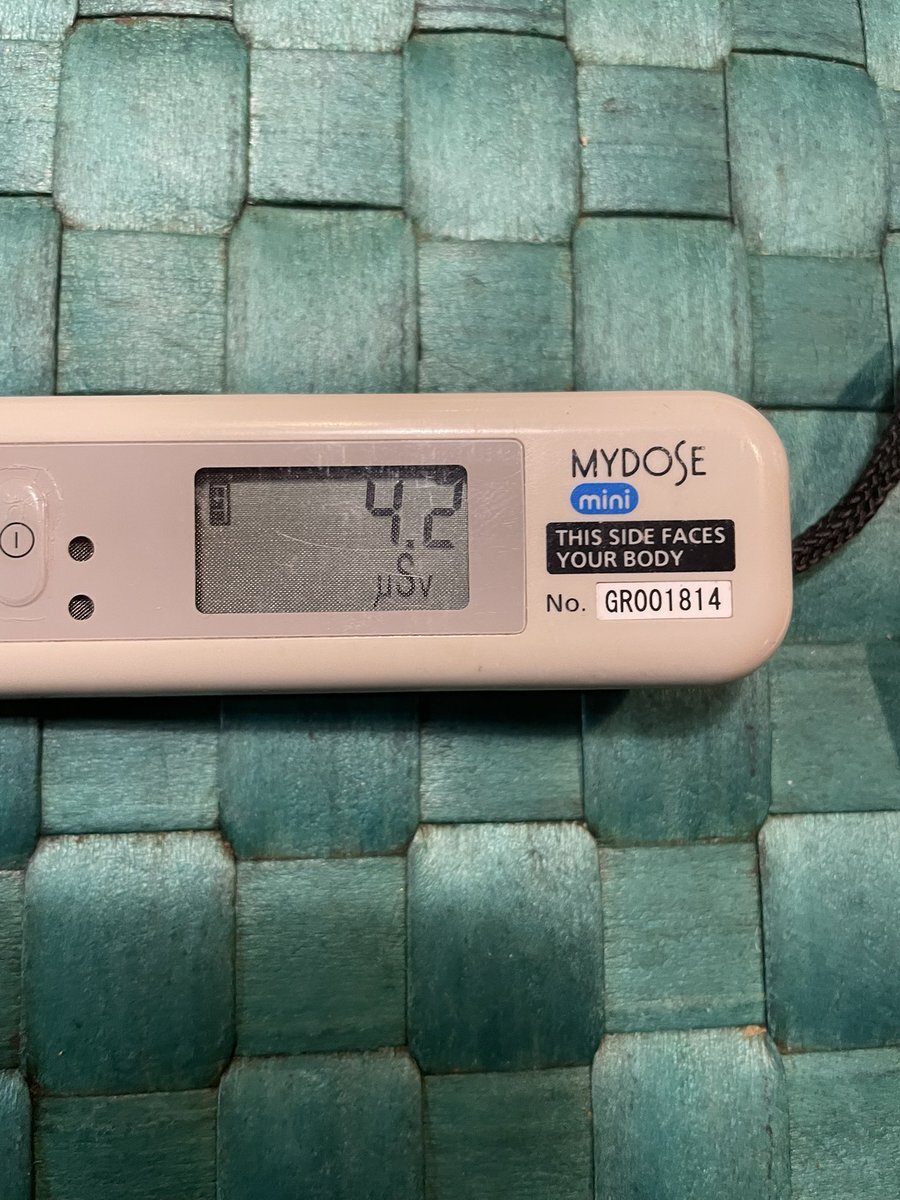 4.2
µSv
MYDOSE
mini
THIS SIDE FACES
YOUR BODY
No. GR001814